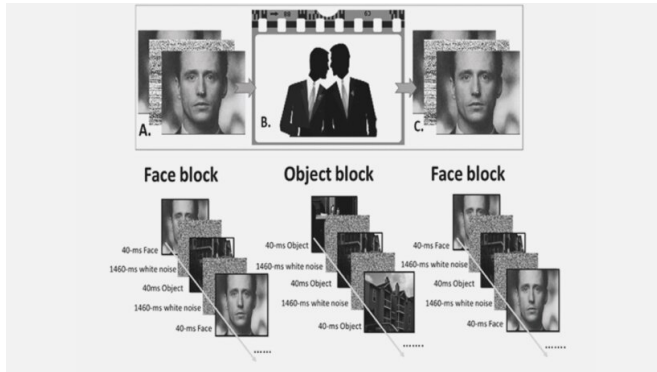 A.
B.
C.
Face block
Object block
Face block
40-ms Face
1460-ms white noise
40ms Object
1460-ms white noise
40-ms Face
......
40-ms Object
1460-ms white noise
40ms Object
1460-ms white noise
40-ms Object
.......
40-ms Face
1460-ms white noise
40ms Object
1460-ms white noise
40-ms Face
.......